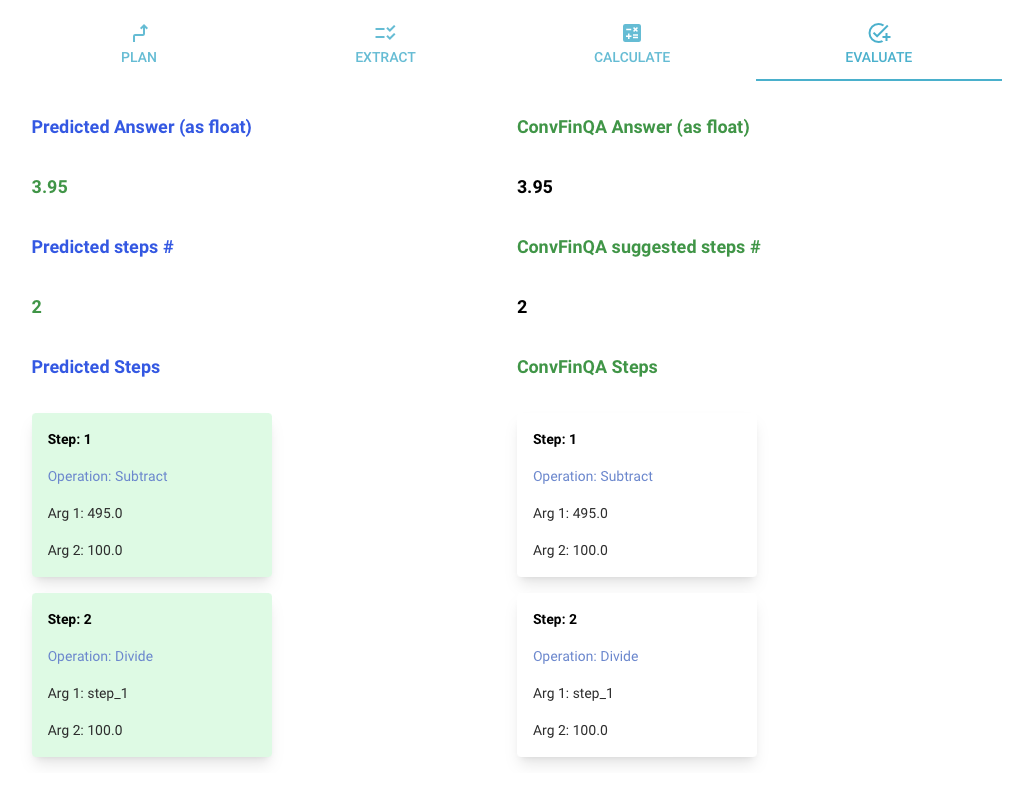 PLAN
EXTRACT
CALCULATE
EVALUATE
Predicted Answer (as float)
ConvFinQA Answer (as float)
3.95
3.95
Predicted steps #
ConvFinQA suggested steps #
2
2
Predicted Steps
ConvFinQA Steps
Step: 1
Operation: Subtract
Arg 1: 495.0
Arg 2: 100.0
Step: 1
Operation: Subtract
Arg 1: 495.0
Arg 2: 100.0
Step: 2
Operation: Divide
Arg 1: step_1
Arg 2: 100.0
Step: 2
Operation: Divide
Arg 1: step_1
Arg 2: 100.0